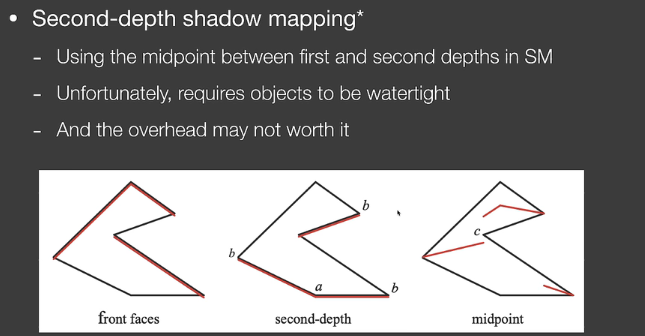 • Second-depth shadow mapping*
- Using the midpoint between first and second depths in SM
- Unfortunately, requires objects to be watertight
- And the overhead may not worth it
b
c
b
a
b
front faces
second-depth
midpoint